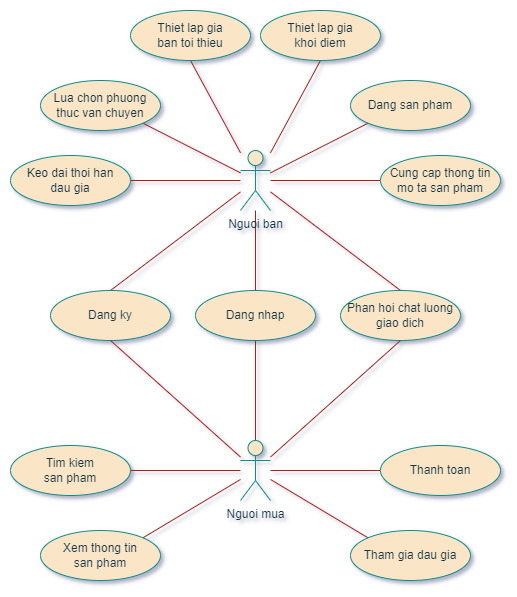 Thiet lap gia
ban toi thieu
Thiet lap gia
khoi diem
Lua chon phuong
thuc van chuyen
Dang san pham
Keo dai thoi han
dau gia
Cung cap thong tin
mo ta san pham
Nguoi ban
Dang ky
Dang nhap
Phan hoi chat luong
giao dich
Tim kiem
san pham
Thanh toan
Nguoi mua
Xem thong tin
san pham
Tham gia dau gia